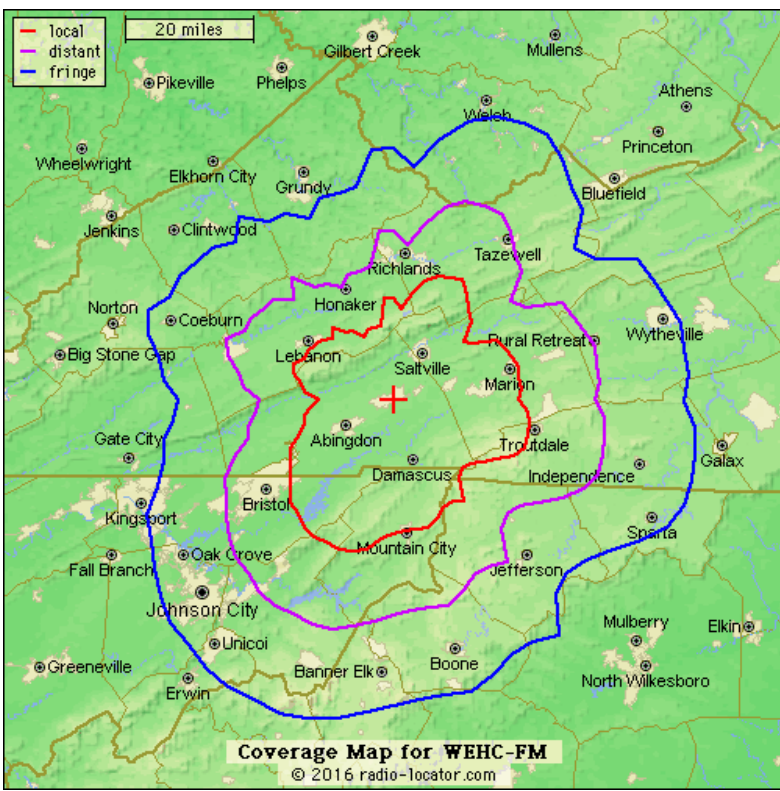 local
distant
fringe
20 miles
Gilbert Creek
Mullens
Pikeville
Phelps
Athens
Welch
Princeton
Wheelwright
Elkhorn City
Grundy
Bluefield
Jenkins
Clintwood
Tazewell
Richlands
Honaker
Norton
Coeburn
Wytheville
Rural Retreat
Lebanon
Big Stone Gap
Saltville
Marion
Abingdon
Gate City
Troutdale
Galax
Damascus
Independence
Bristol
Kingsport
Sparta
Mountain City
Oak Grove
Fall Branch
Jefferson
Johnson City
Mulberry
Elkin
Unicoi
Boone
Greeneville
Banner Elk
North Wilkesboro
Erwin
Coverage Map for WEHC-FM
© 2016 radio-locator.com